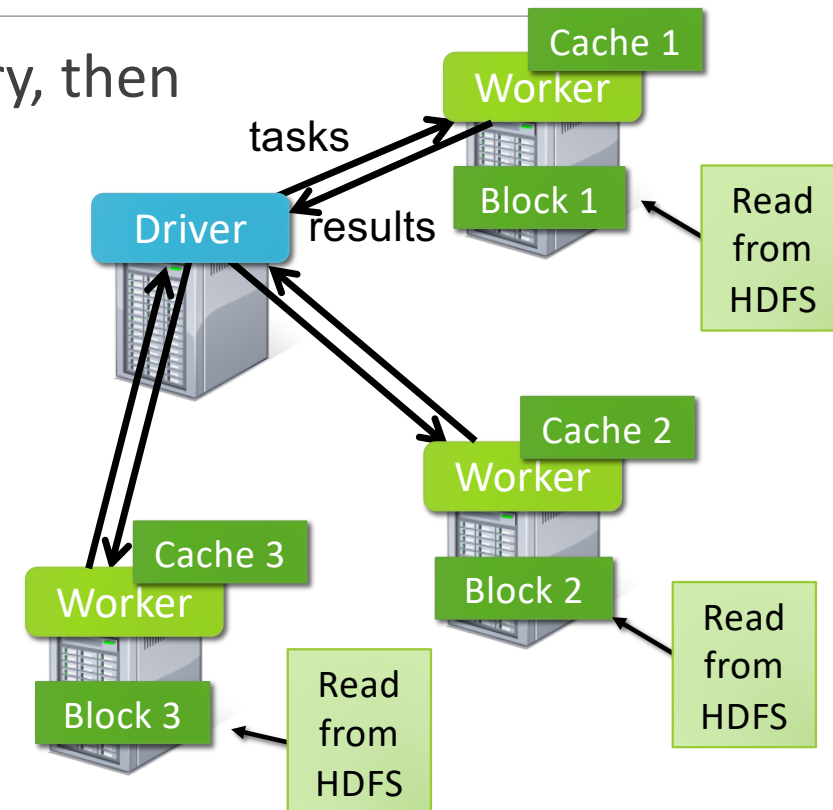 ry, then
Cache 1
Worker
tasks
Block 1
Read
from
HDFS
Driver
results
Cache 2
Worker
Block 2
Read
from
HDFS
Cache 3
Worker
Block 3
Read
from
HDFS